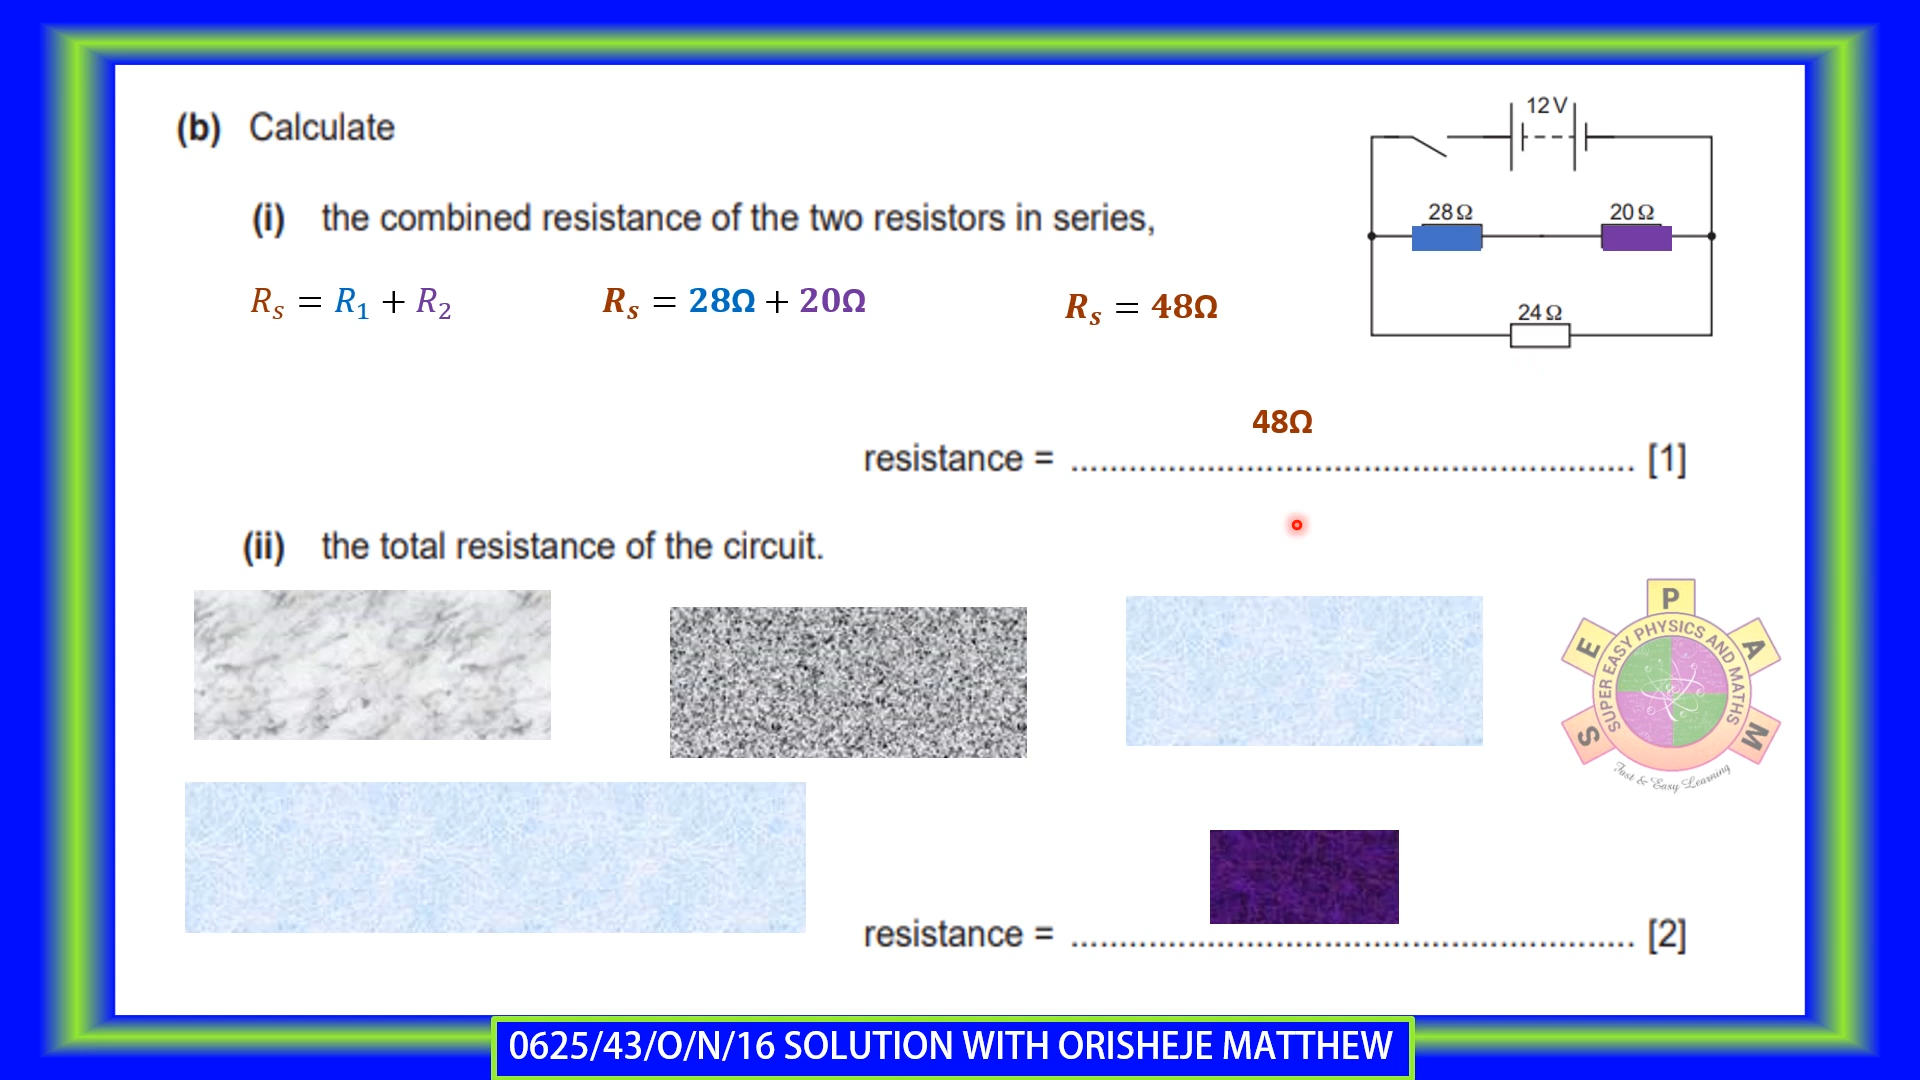 (b) Calculate
12 V
(i) the combined resistance of the two resistors in series,
28 Ω
20 Ω
R_s = R_1 + R_2
R_s = 28Ω + 20Ω
R_s = 48Ω
24 Ω
48Ω
resistance = ............................................................ [1]
(ii) the total resistance of the circuit.
S E P A M
SUPER EASY PHYSICS AND MATHS
Fast & Easy Learning
resistance = ............................................................ [2]
0625/43/O/N/16 SOLUTION WITH ORISHEJE MATTHEW